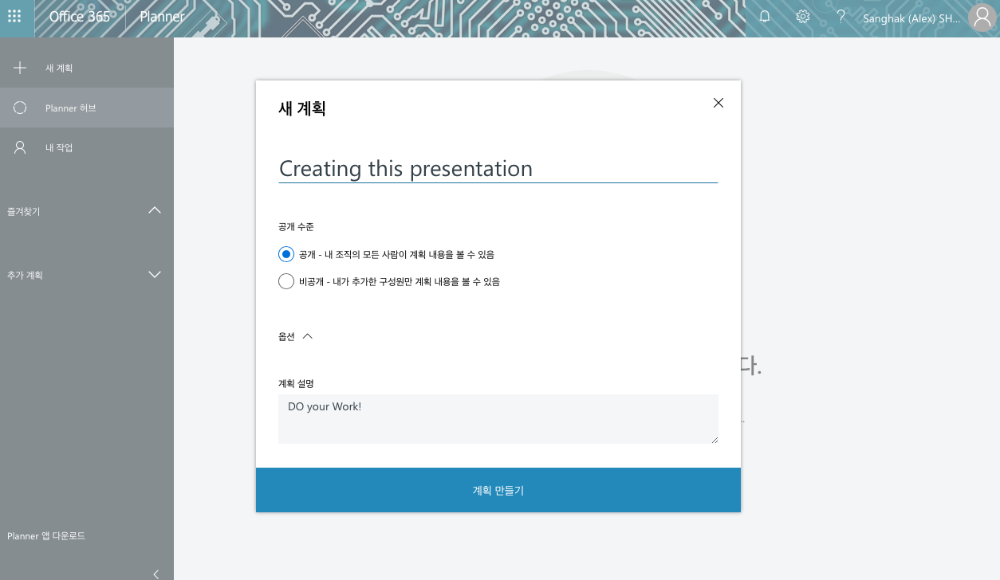 Office 365 Planner Sanghak (Alex) SH...
새 계획
Planner 허브
내 작업
즐겨찾기
추가 계획
Planner 앱 다운로드
새 계획
Creating this presentation
공개 수준
공개 - 내 조직의 모든 사람이 계획 내용을 볼 수 있음
비공개 - 내가 추가한 구성원만 계획 내용을 볼 수 있음
옵션
계획 설명
DO your Work!
계획 만들기
다.